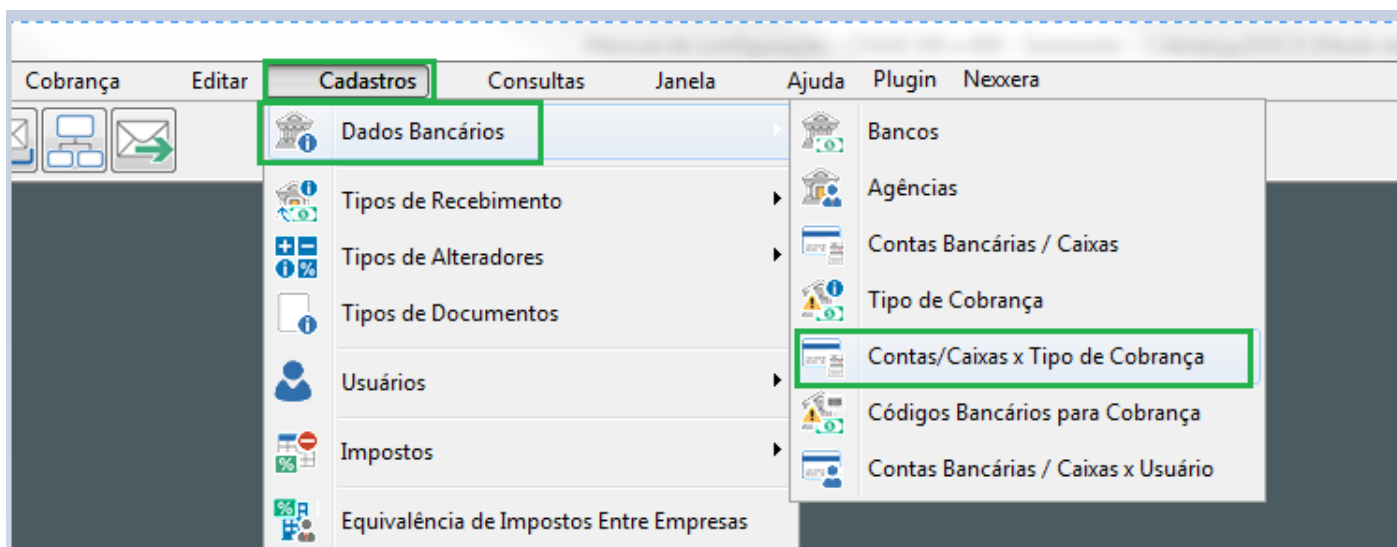 Cobrança Editar Cadastros Consultas Janela Ajuda Plugin Nexxera
Dados Bancários
Tipos de Recebimento
Tipos de Alteradores
Tipos de Documentos
Usuários
Impostos
Equivalência de Impostos Entre Empresas
Bancos
Agências
Contas Bancárias / Caixas
Tipo de Cobrança
Contas/Caixas x Tipo de Cobrança
Códigos Bancários para Cobrança
Contas Bancárias / Caixas x Usuário